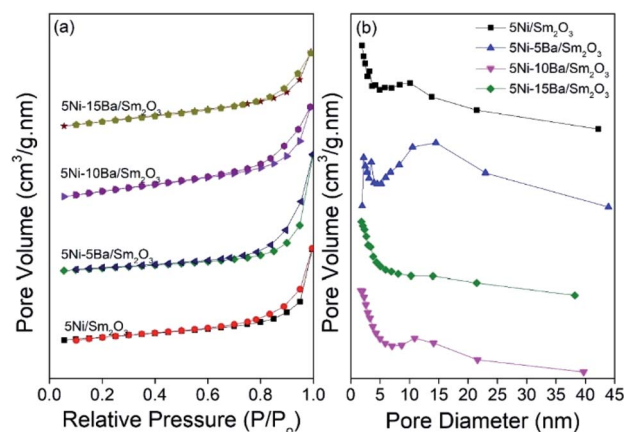 (a)
5Ni-15Ba/Sm₂O₃
5Ni-10Ba/Sm₂O₃
5Ni-5Ba/Sm₂O₃
5Ni/Sm₂O₃
Pore Volume (cm³/g.nm)
0.0 0.2 0.4 0.6 0.8 1.0
Relative Pressure (P/P₀)
(b)
5Ni/Sm₂O₃
5Ni-5Ba/Sm₂O₃
5Ni-10Ba/Sm₂O₃
5Ni-15Ba/Sm₂O₃
Pore Volume (cm³/g.nm)
0 5 10 15 20 25 30 35 40 45
Pore Diameter (nm)